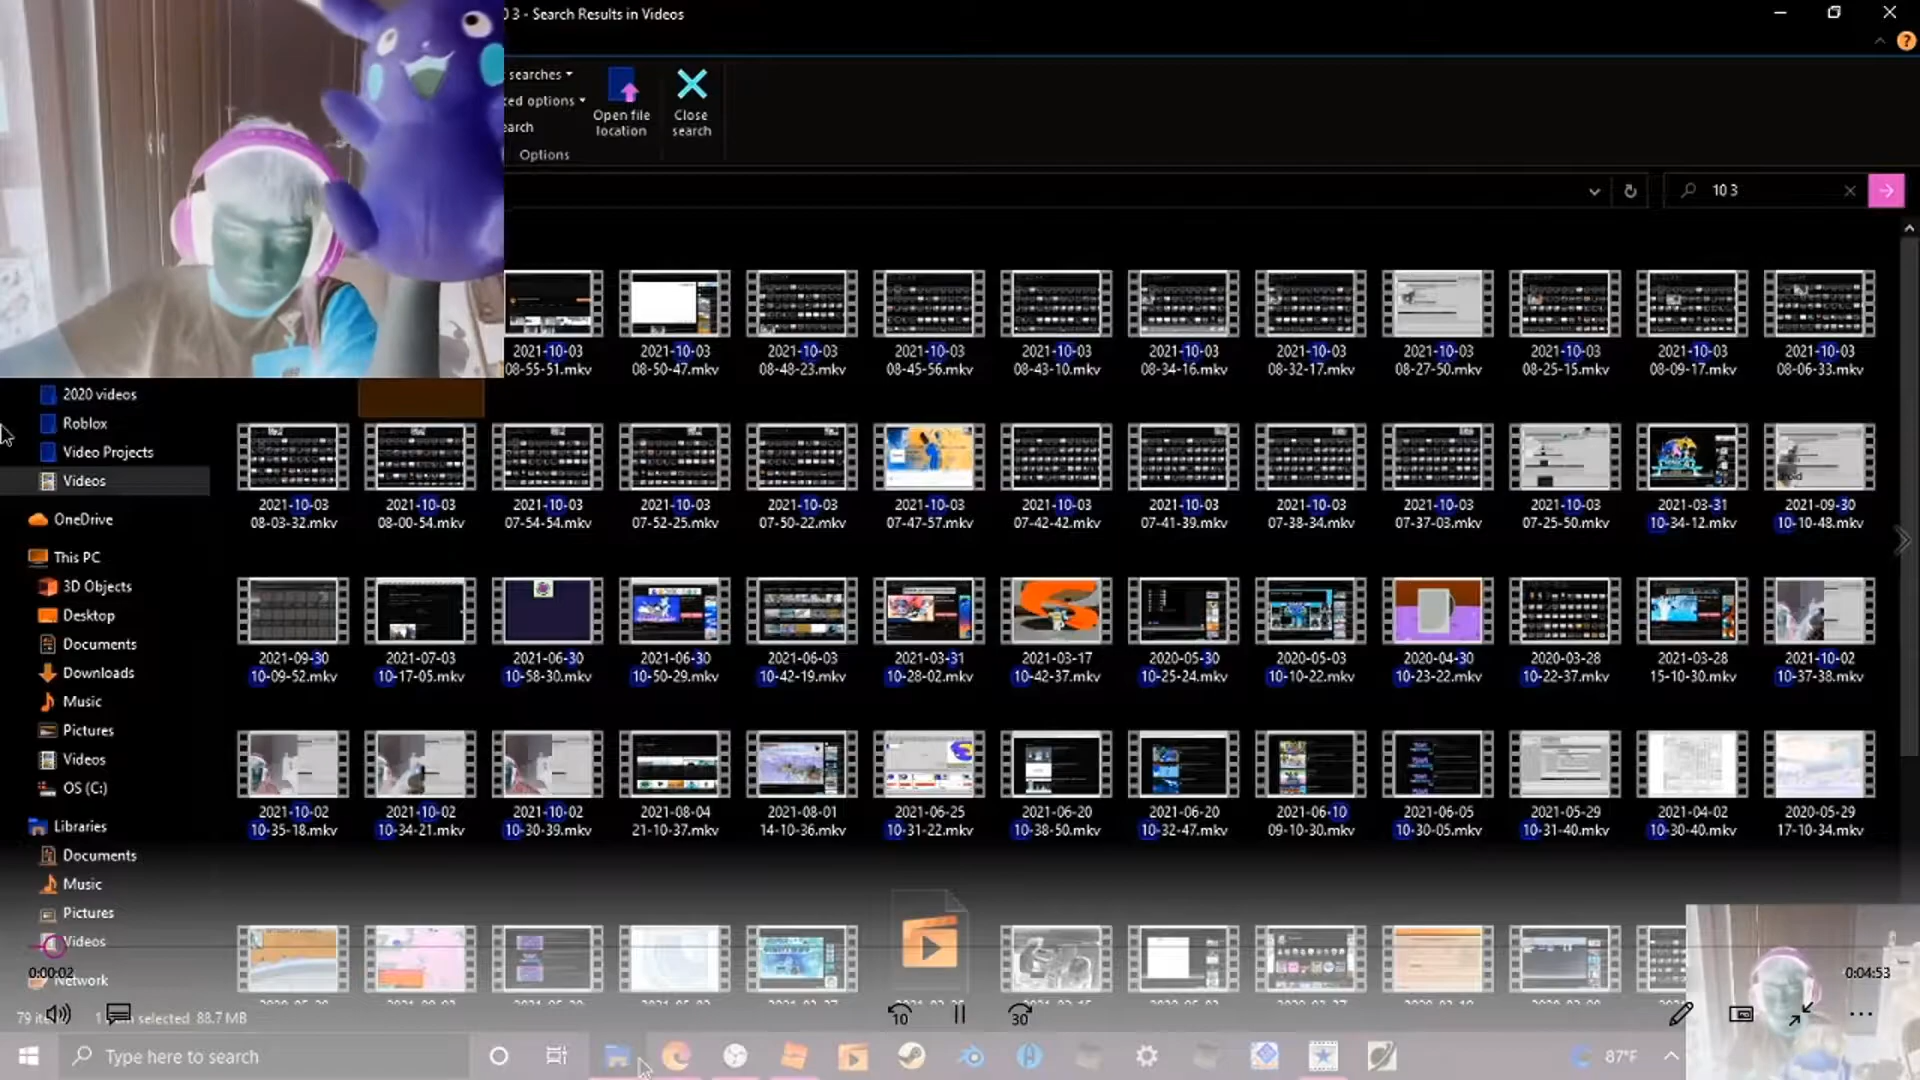 0 3 - Search Results in Videos
searches
ced options
earch
Open file
location
Close
search
Options
10 3
2021-10-03 2021-10-03 2021-10-03 2021-10-03 2021-10-03 2021-10-03 2021-10-03 2021-10-03 2021-10-03 2021-10-03 2021-10-03
08-55-51.mkv 08-50-47.mkv 08-48-23.mkv 08-45-56.mkv 08-43-10.mkv 08-34-16.mkv 08-32-17.mkv 08-27-50.mkv 08-25-15.mkv 08-09-17.mkv 08-06-33.mkv
2020 videos
Roblox
Video Projects
Videos
2021-10-03 2021-10-03 2021-10-03 2021-10-03 2021-10-03 2021-10-03 2021-10-03 2021-10-03 2021-10-03 2021-10-03 2021-10-03 2021-03-31 2021-09-30
08-03-32.mkv 08-00-54.mkv 07-54-54.mkv 07-52-25.mkv 07-50-22.mkv 07-47-57.mkv 07-42-42.mkv 07-41-39.mkv 07-38-34.mkv 07-37-03.mkv 07-25-50.mkv 10-34-12.mkv 10-10-48.mkv
OneDrive
This PC
3D Objects
Desktop
Documents
2021-09-30 2021-07-03 2021-06-30 2021-06-30 2021-06-03 2021-03-31 2021-03-17 2020-05-30 2020-05-03 2020-04-30 2020-03-28 2021-03-28 2021-10-02
10-09-52.mkv 10-17-05.mkv 10-58-30.mkv 10-50-29.mkv 10-42-19.mkv 10-28-02.mkv 10-42-37.mkv 10-25-24.mkv 10-10-22.mkv 10-23-22.mkv 10-22-37.mkv 15-10-30.mkv 10-37-38.mkv
Downloads
Music
Pictures
Videos
OS (C:)
2021-10-02 2021-10-02 2021-10-02 2021-08-04 2021-08-01 2021-06-25 2021-06-20 2021-06-20 2021-06-10 2021-06-05 2021-05-29 2021-04-02 2020-05-29
10-35-18.mkv 10-34-21.mkv 10-30-39.mkv 21-10-37.mkv 14-10-36.mkv 10-31-22.mkv 10-38-50.mkv 10-32-47.mkv 09-10-30.mkv 10-30-05.mkv 10-31-40.mkv 10-30-40.mkv 17-10-34.mkv
Libraries
Documents
Music
Pictures
Videos
0:00:02
0:04:53
Network
selected 88.7 MB
10
30
Type here to search
87°F